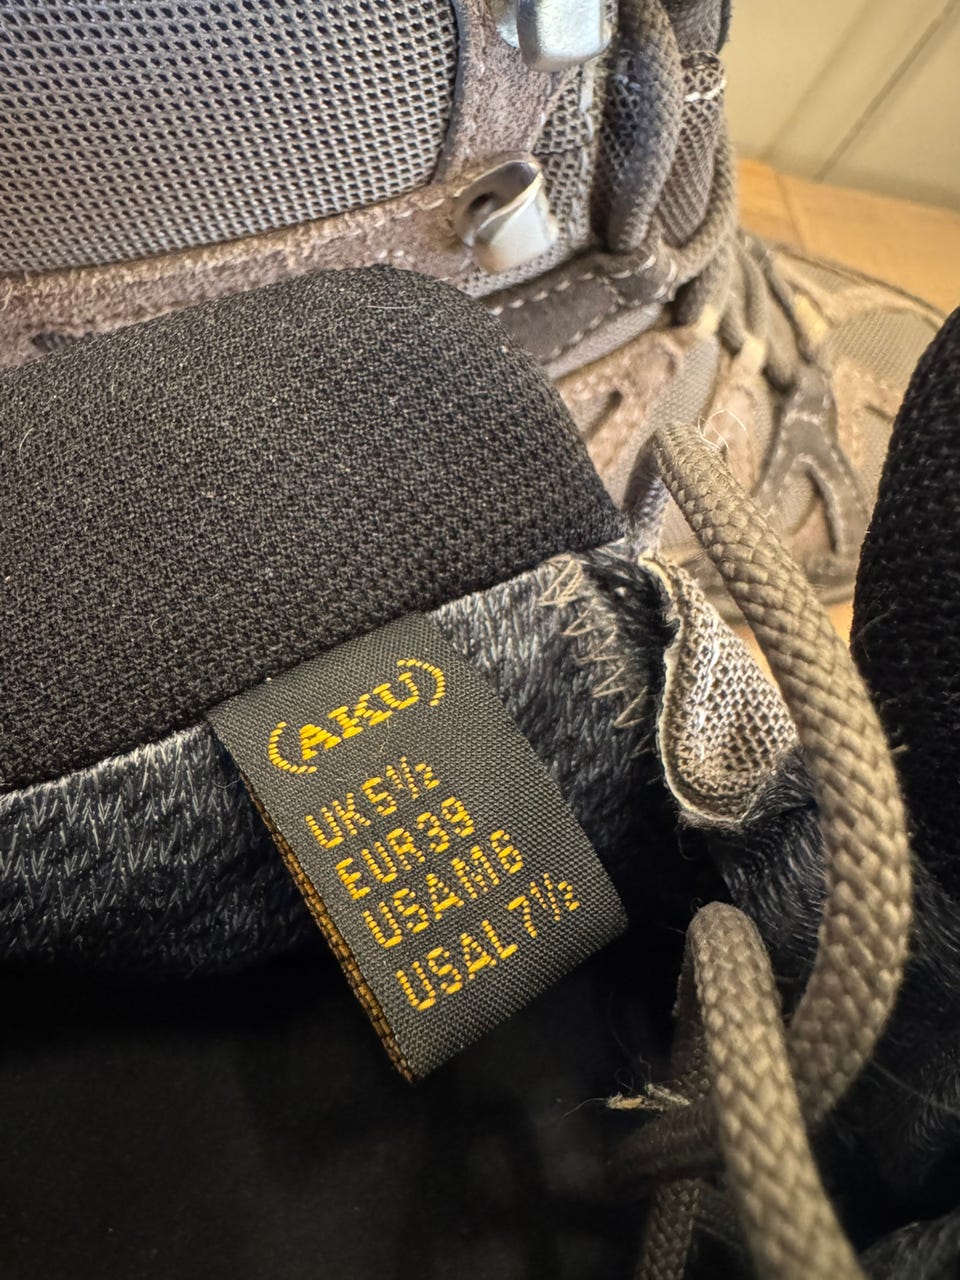 (AKU)
UK 5½
EUR 39
USA M 6
USA L 7½